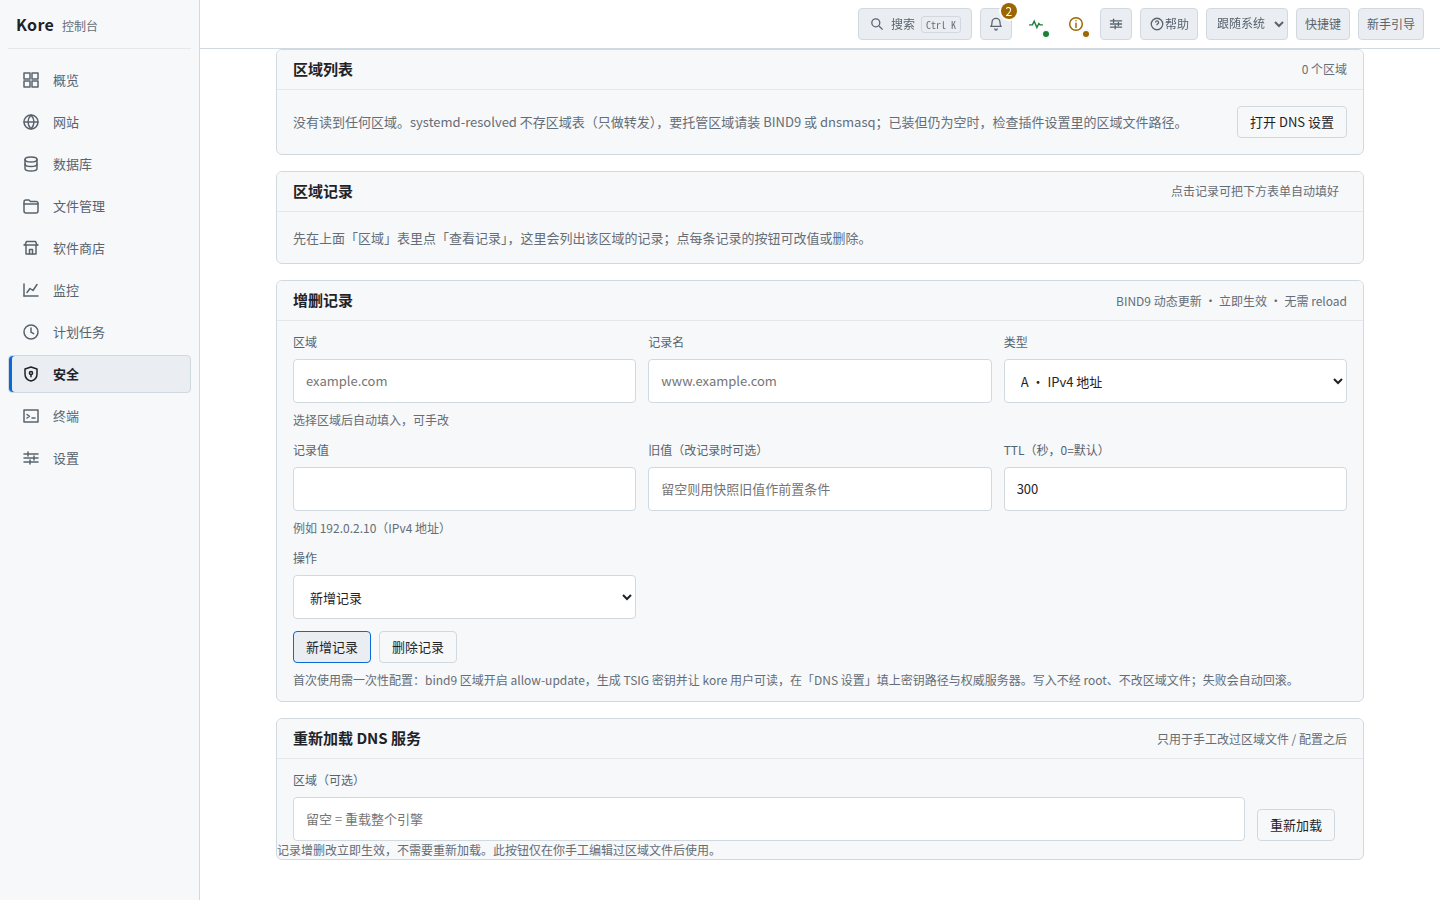 Kore 控制台
搜索 Ctrl K
2
帮助
跟随系统
快捷键
新手引导
概览
网站
数据库
文件管理
软件商店
监控
计划任务
安全
终端
设置
区域列表
0 个区域
没有读到任何区域。systemd-resolved 不存区域表（只做转发），要托管区域请装 BIND9 或 dnsmasq；已装但仍为空时，检查插件设置里的区域文件路径。
打开 DNS 设置
区域记录
点击记录可把下方表单自动填好
先在上面「区域」表里点「查看记录」，这里会列出该区域的记录；点每条记录的按钮可改值或删除。
增删记录
BIND9 动态更新 · 立即生效 · 无需 reload
区域 记录名 类型
example.com www.example.com A · IPv4 地址
选择区域后自动填入，可手改
记录值 旧值（改记录时可选） TTL（秒，0=默认）
留空则用快照旧值作前置条件 300
例如 192.0.2.10（IPv4 地址）
操作
新增记录
新增记录 删除记录
首次使用需一次性配置：bind9 区域开启 allow-update，生成 TSIG 密钥并让 kore 用户可读，在「DNS 设置」填上密钥路径与权威服务器。写入不经 root、不改区域文件；失败会自动回滚。
重新加载 DNS 服务
只用于手工改过区域文件 / 配置之后
区域（可选）
留空 = 重载整个引擎
重新加载
记录增删改立即生效，不需要重新加载。此按钮仅在你手工编辑过区域文件后使用。